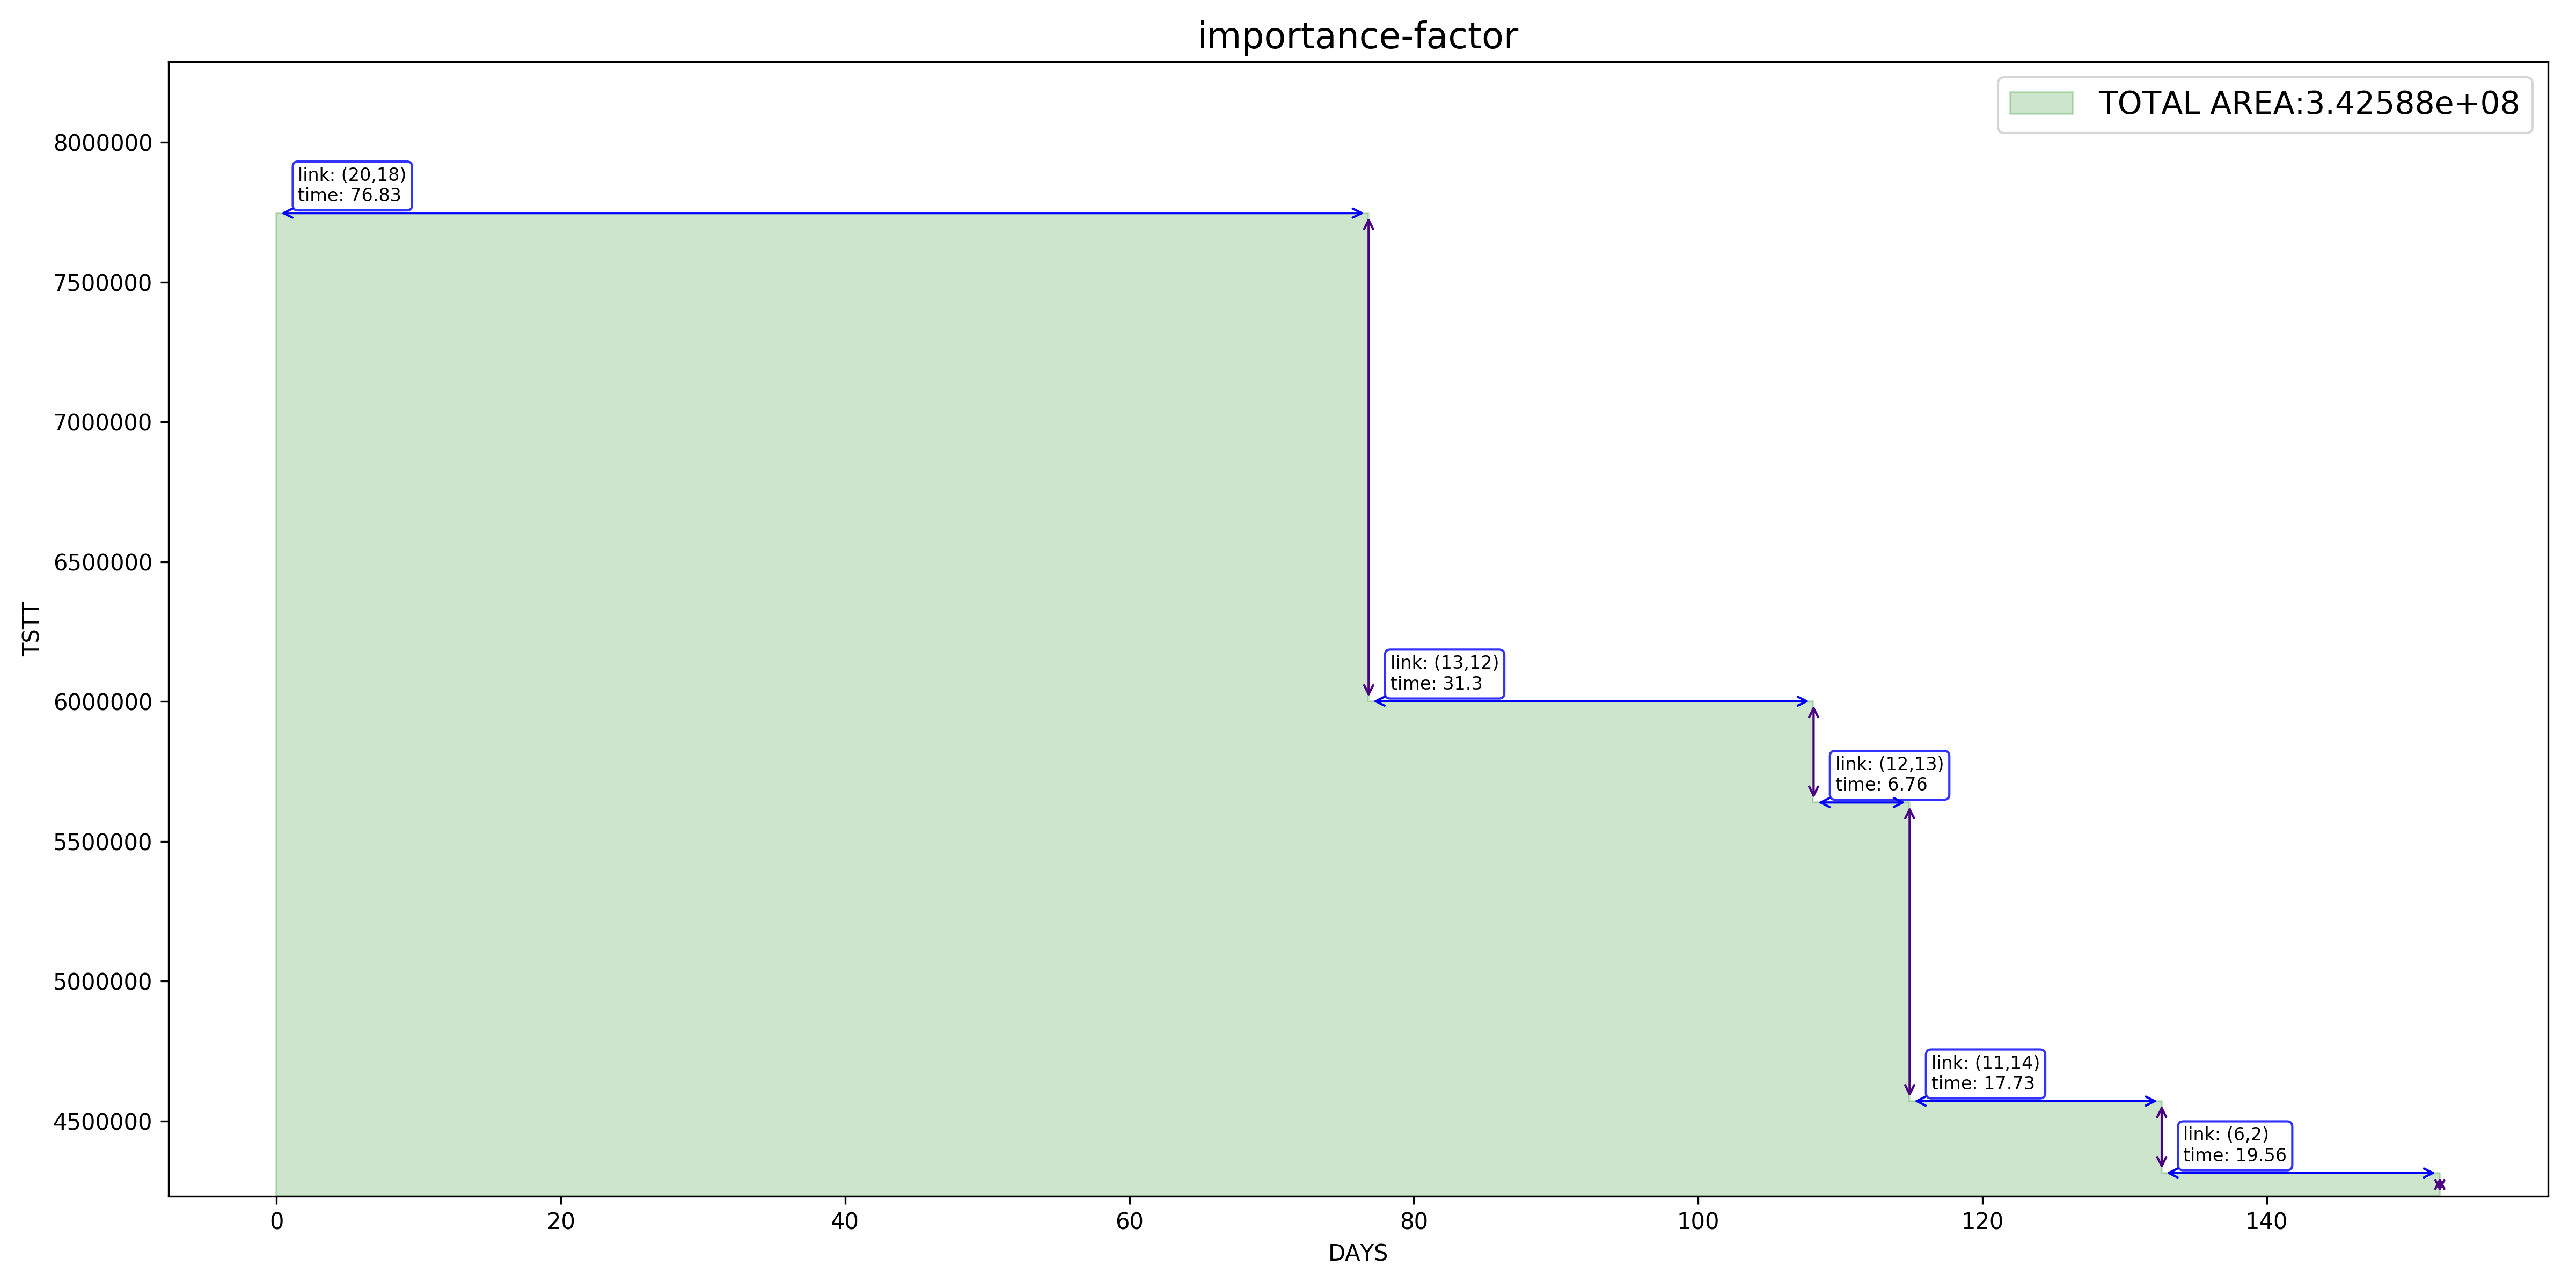 importance-factor
TOTAL AREA:3.42588e+08
8000000
link: (20,18)
time: 76.83
7500000
7000000
6500000
TSTT
link: (13,12)
time: 31.3
6000000
link: (12,13)
time: 6.76
5500000
5000000
link: (11,14)
time: 17.73
4500000
link: (6,2)
time: 19.56
0 20 40 60 80 100 120 140
DAYS